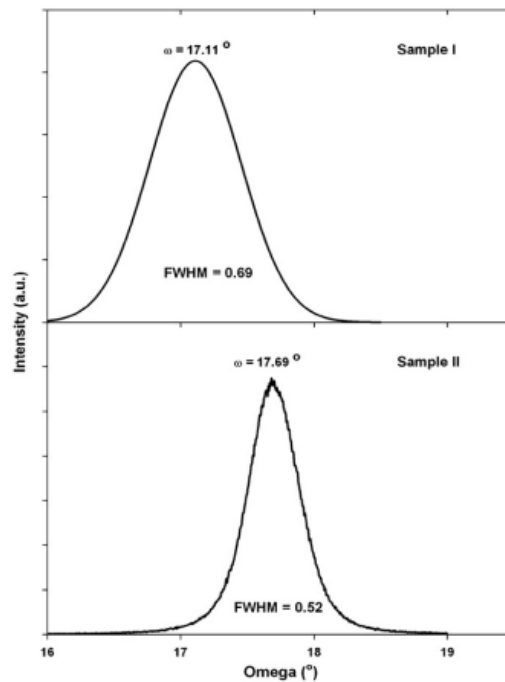 ω = 17.11 °
Sample I
FWHM = 0.69
Intensity (a.u.)
ω = 17.69 °
Sample II
FWHM = 0.52
16 17 18 19
Omega (°)